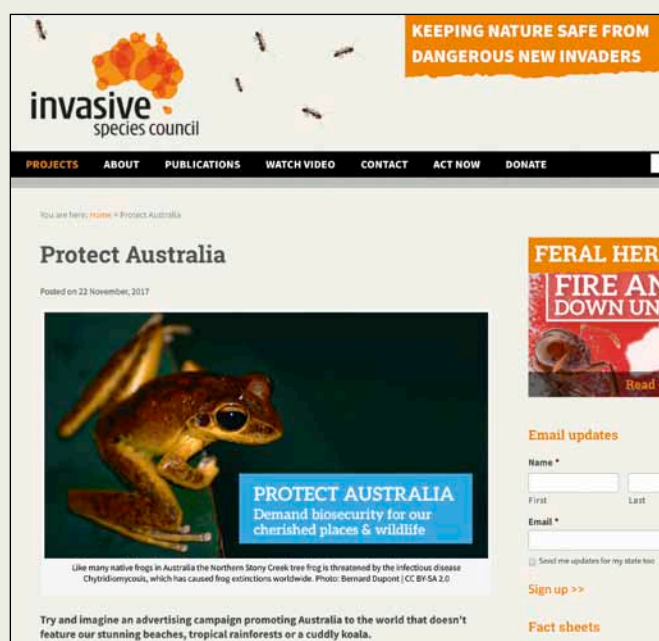 KEEPING NATURE SAFE FROM
DANGEROUS NEW INVADERS
invasive
species council
PROJECTS ABOUT PUBLICATIONS WATCH VIDEO CONTACT ACT NOW DONATE
You are here: Home » Protect Australia
Protect Australia
Posted on 22 November, 2017
PROTECT AUSTRALIA
Demand biosecurity for our
cherished places & wildlife
Like many native frogs in Australia the Northern Stony Creek tree frog is threatened by the infectious disease
Chytridiomycosis, which has caused frog extinctions worldwide. Photo: Bernard Dupont | CC BY-SA 2.0
Try and imagine an advertising campaign promoting Australia to the world that doesn't
feature our stunning beaches, tropical rainforests or a cuddly koala.
FERAL HER
FIRE AN
DOWN UN
Read
Email updates
Name *
First Last
Email *
Send me updates for my state too
Sign up >>
Fact sheets